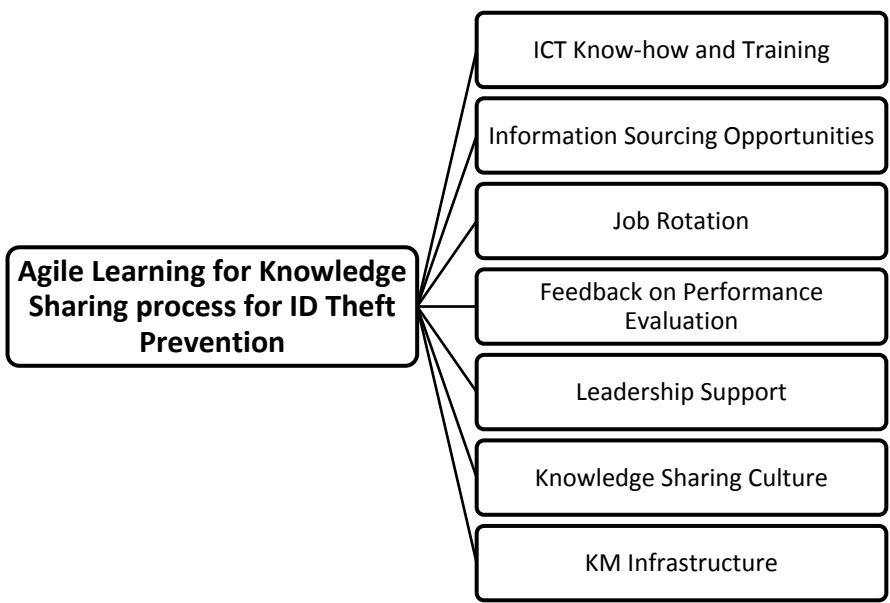 ICT Know-how and Training
Information Sourcing Opportunities
Job Rotation
Agile Learning for Knowledge
Sharing process for ID Theft
Prevention
Feedback on Performance
Evaluation
Leadership Support
Knowledge Sharing Culture
KM Infrastructure